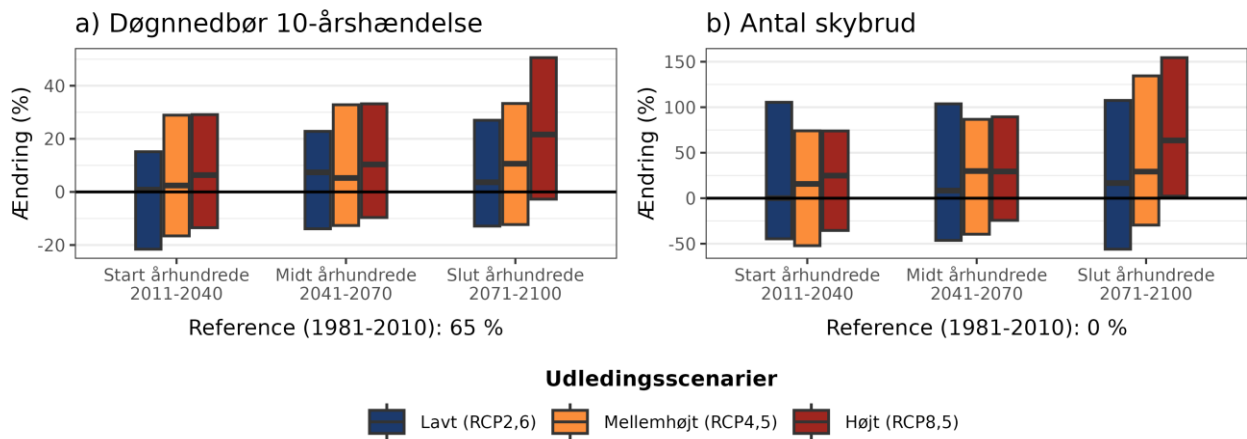 a) Døgnnedbør 10-årshændelse
Ændring (%)
40
20
0
-20
Start århundrede
2011-2040
Midt århundrede
2041-2070
Slut århundrede
2071-2100
Reference (1981-2010): 65 %
b) Antal skybrud
Ændring (%)
150
100
50
0
-50
Start århundrede
2011-2040
Midt århundrede
2041-2070
Slut århundrede
2071-2100
Reference (1981-2010): 0 %
Udledingsscenarier
Lavt (RCP2,6)
Mellemhøjt (RCP4,5)
Højt (RCP8,5)